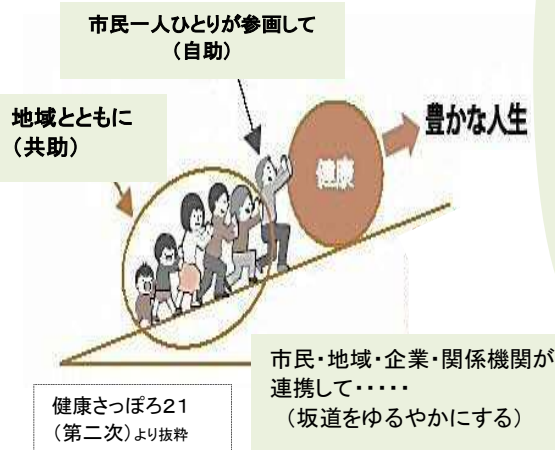 市民一人ひとりが参画して
（自助）
地域とともに
（共助）
健康
豊かな人生
市民・地域・企業・関係機関が
連携して・・・・・
（坂道をゆるやかにする）
健康さっぽろ２１
（第二次）より抜粋